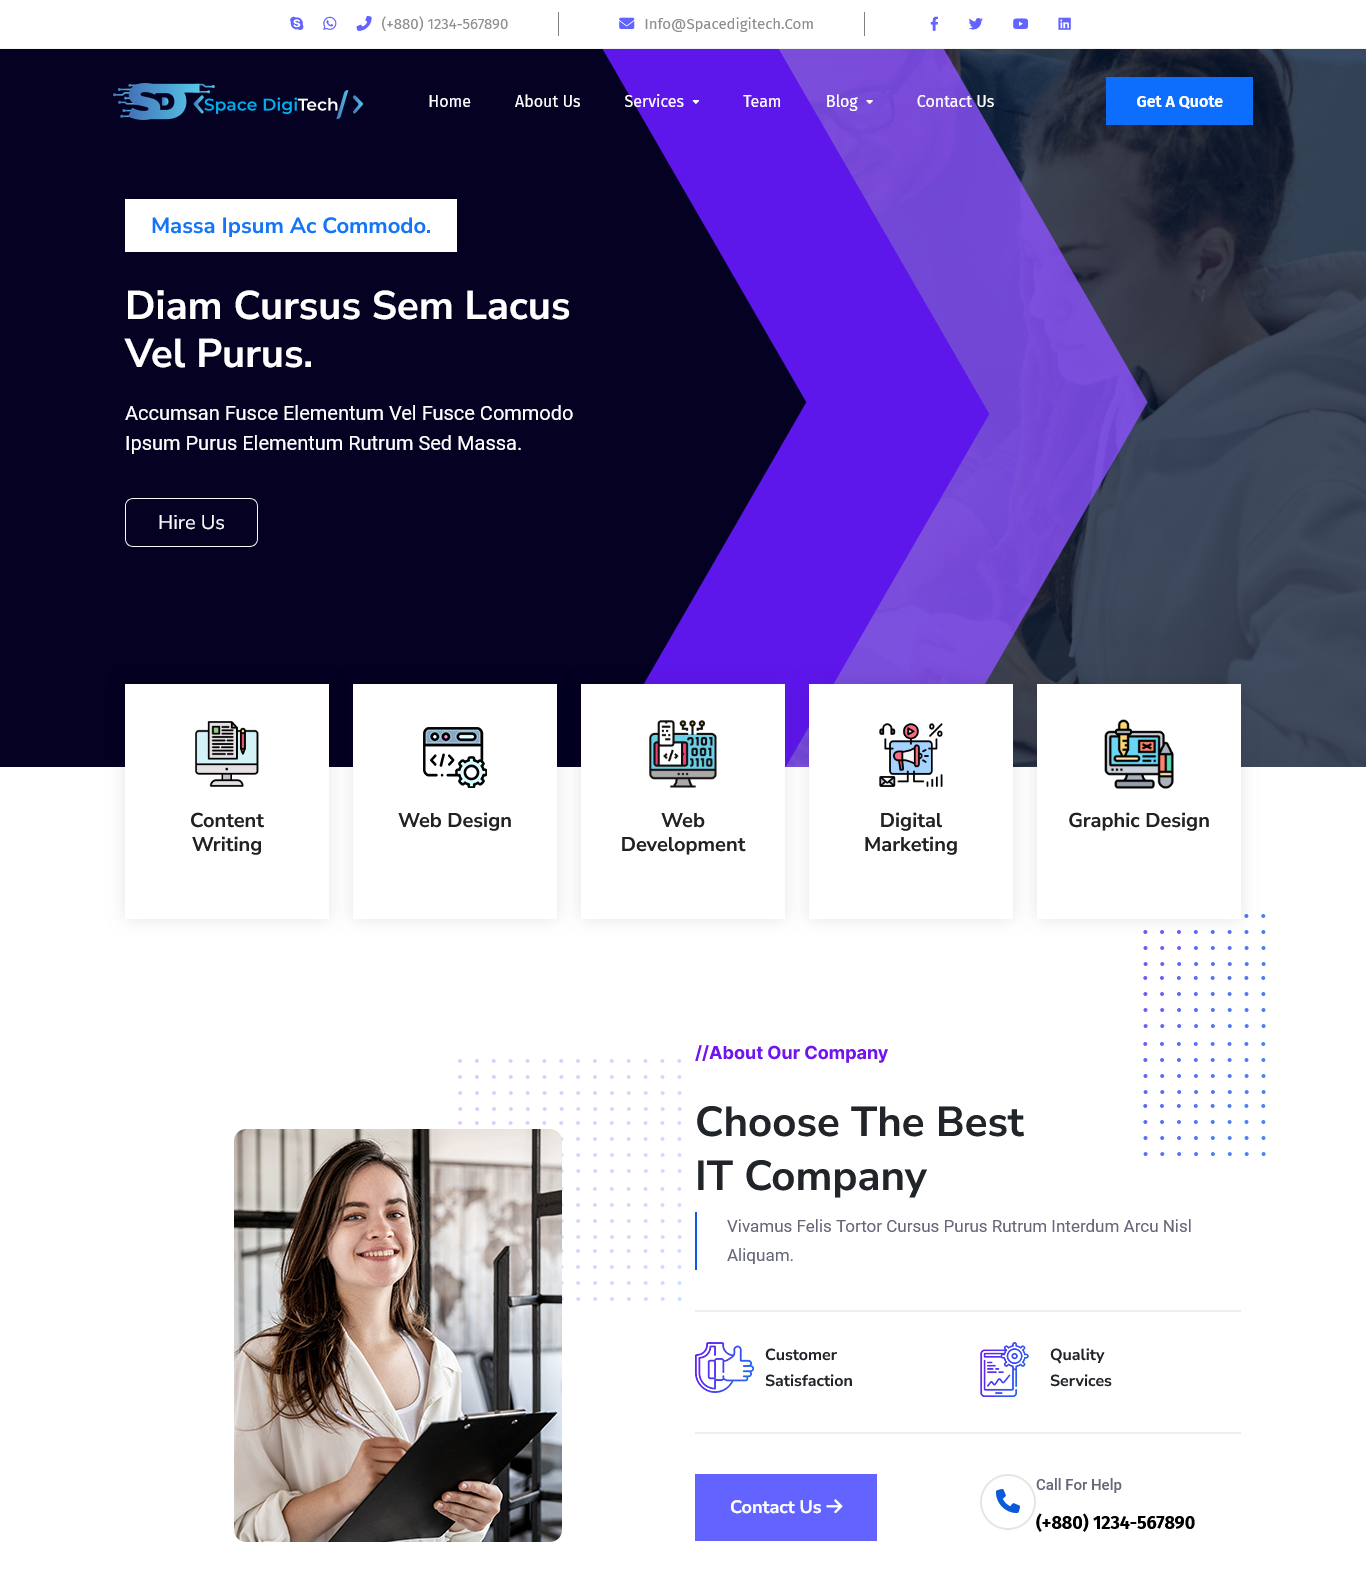 (+880) 1234-567890
Info@Spacedigitech.Com
SDT Space DigiTech/>
Home
About Us
Services
Team
Blog
Contact Us
Get A Quote
Massa Ipsum Ac Commodo.
Diam Cursus Sem Lacus
Vel Purus.
Accumsan Fusce Elementum Vel Fusce Commodo
Ipsum Purus Elementum Rutrum Sed Massa.
Hire Us
Content
Writing
Web Design
Web
Development
Digital
Marketing
Graphic Design
//About Our Company
Choose The Best
IT Company
Vivamus Felis Tortor Cursus Purus Rutrum Interdum Arcu Nisl
Aliquam.
Customer
Satisfaction
Quality
Services
Contact Us
Call For Help
(+880) 1234-567890